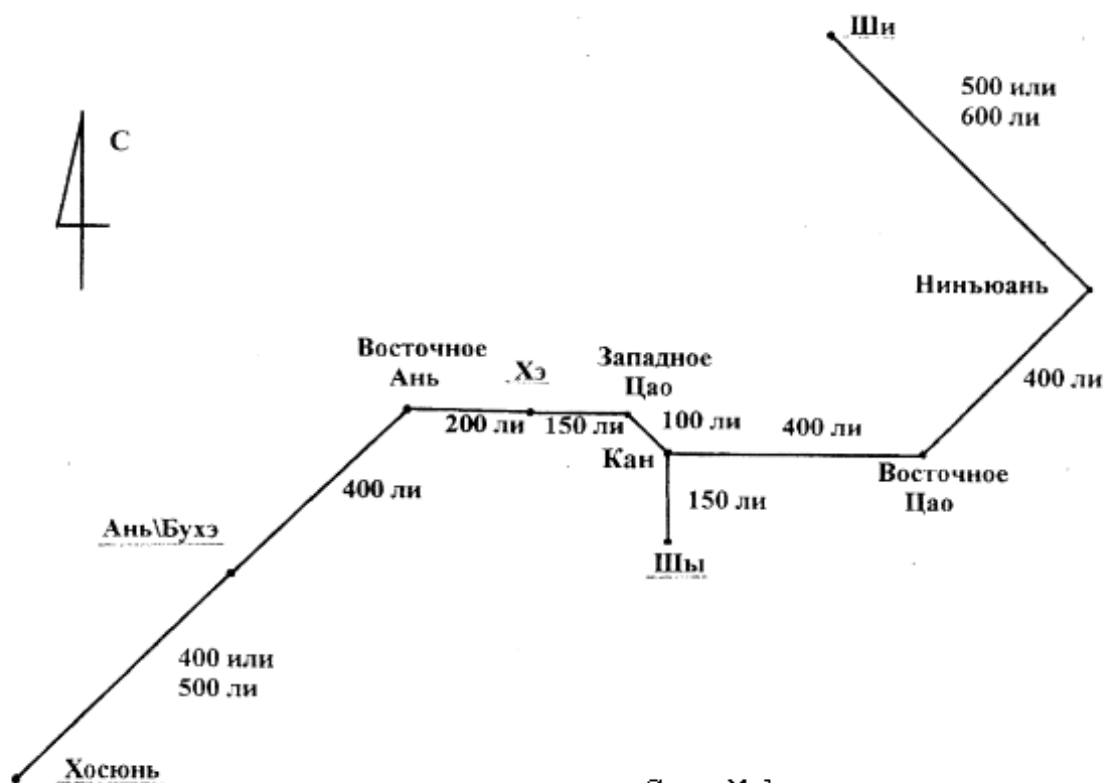 Ши
500 или
600 ли
С
Нинъюань
Восточное
Ань
Хэ
Западное
Цао
400 ли
200 ли
150 ли
100 ли
400 ли
Кан
Восточное
Цао
400 ли
150 ли
Ань\Бухэ
Шы
400 или
500 ли
Хосюнь